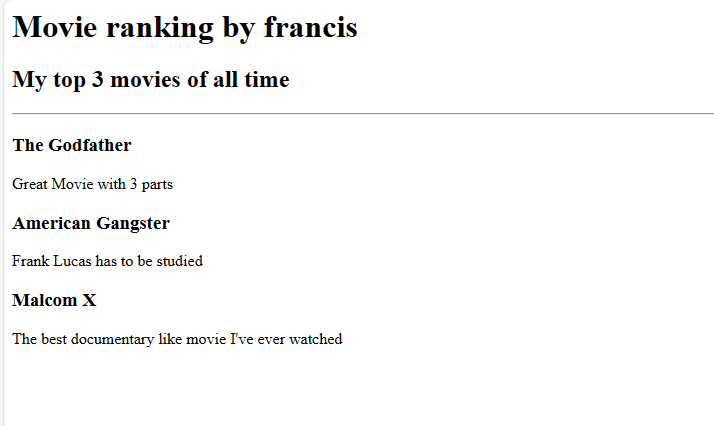 Movie ranking by francis
My top 3 movies of all time
The Godfather
Great Movie with 3 parts
American Gangster
Frank Lucas has to be studied
Malcom X
The best documentary like movie I've ever watched